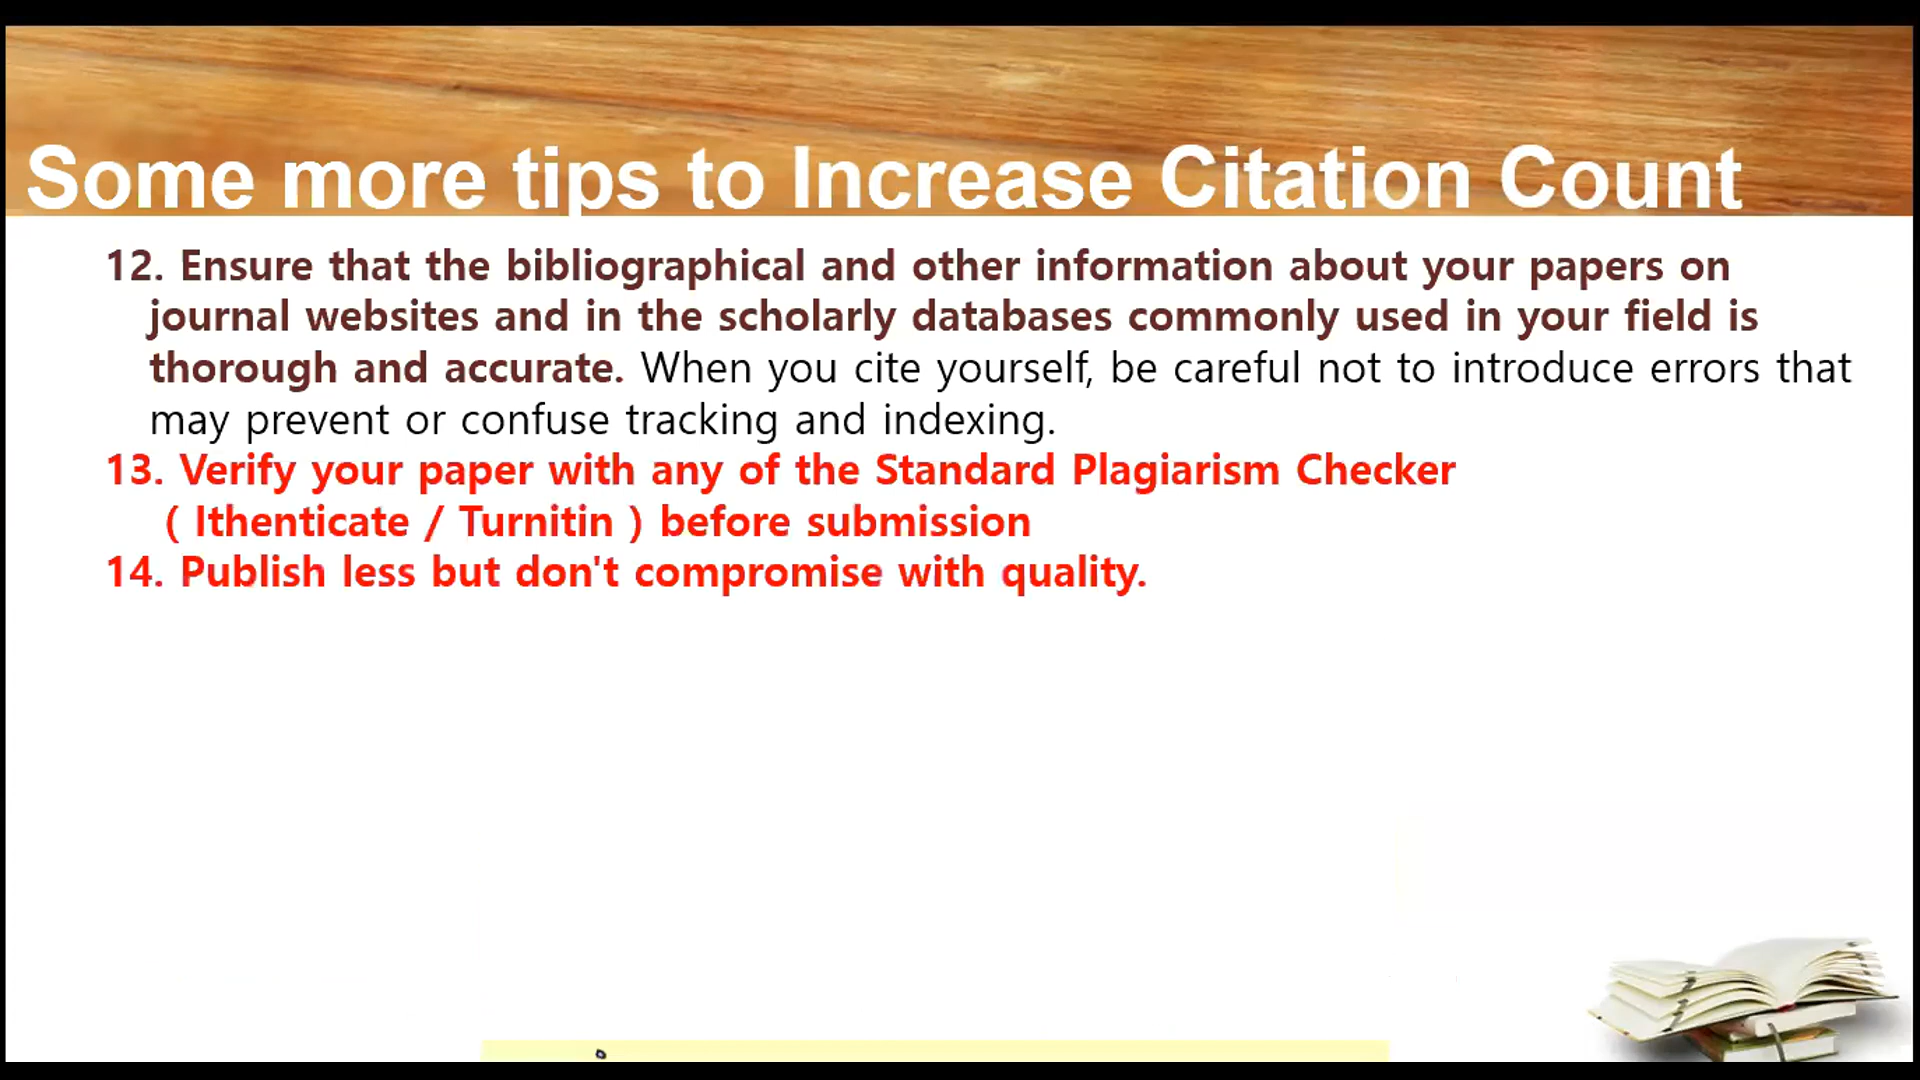 Some more tips to Increase Citation Count
12. Ensure that the bibliographical and other information about your papers on
journal websites and in the scholarly databases commonly used in your field is
thorough and accurate. When you cite yourself, be careful not to introduce errors that
may prevent or confuse tracking and indexing.
13. Verify your paper with any of the Standard Plagiarism Checker
( Ithenticate / Turnitin ) before submission
14. Publish less but don't compromise with quality.